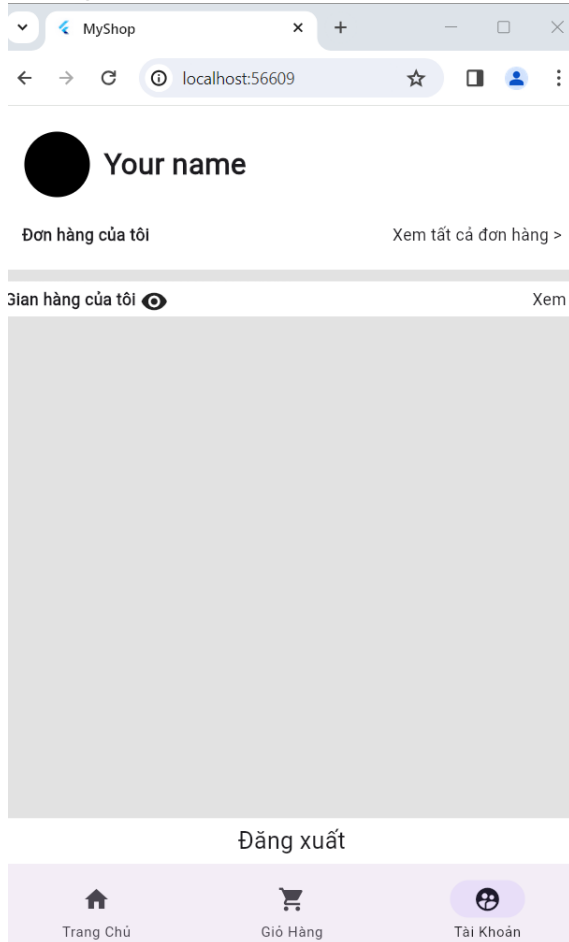 MyShop
localhost:56609
Your name
Đơn hàng của tôi Xem tất cả đơn hàng >
Gian hàng của tôi Xem
Đăng xuất
Trang Chủ Giỏ Hàng Tài Khoản